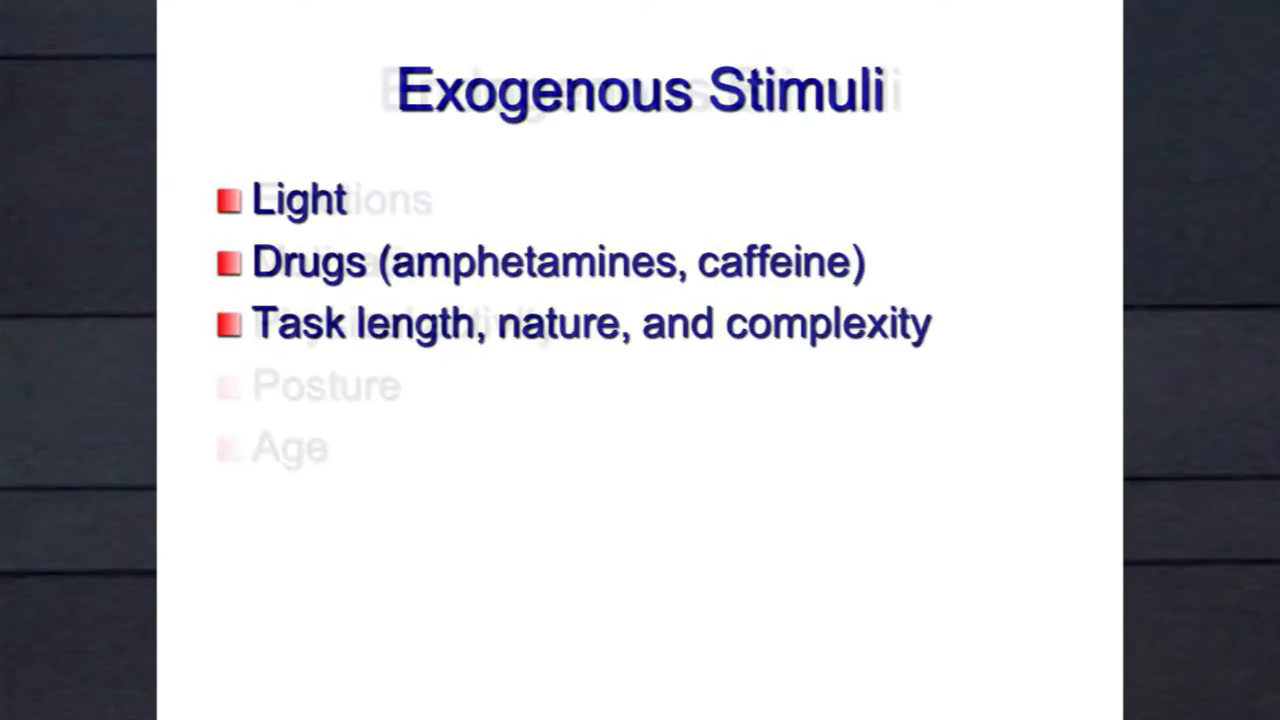 Exogenous Stimuli
Light
Drugs (amphetamines, caffeine)
Task length, nature, and complexity
Posture
Age